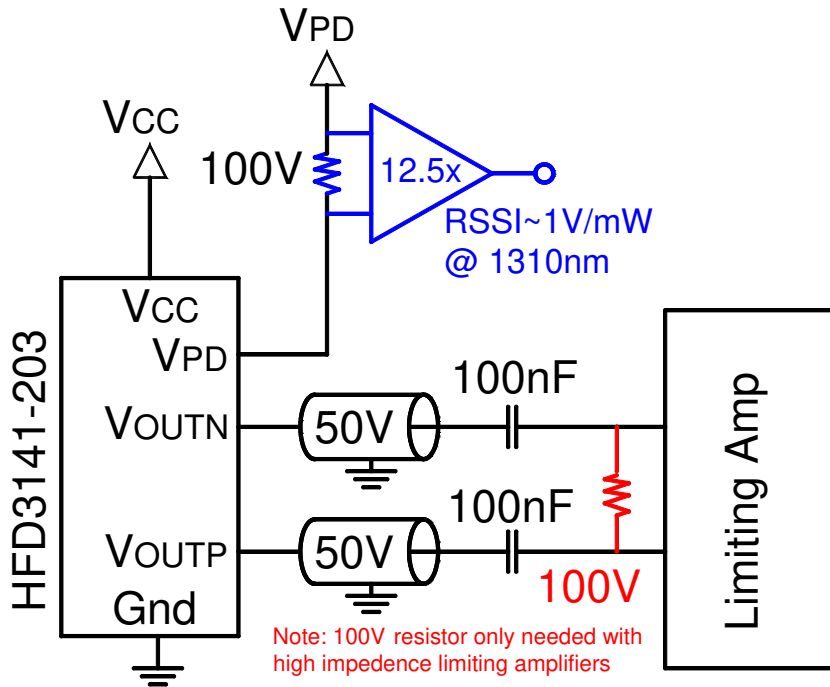 VPD
VCC
100V
12.5x
RSSI~1V/mW
@ 1310nm
HFD3141-203
VCC
VPD
VOUTN
VOUTP
Gnd
50V
100nF
50V
100nF
100V
Limiting Amp
Note: 100V resistor only needed with
high impedence limiting amplifiers